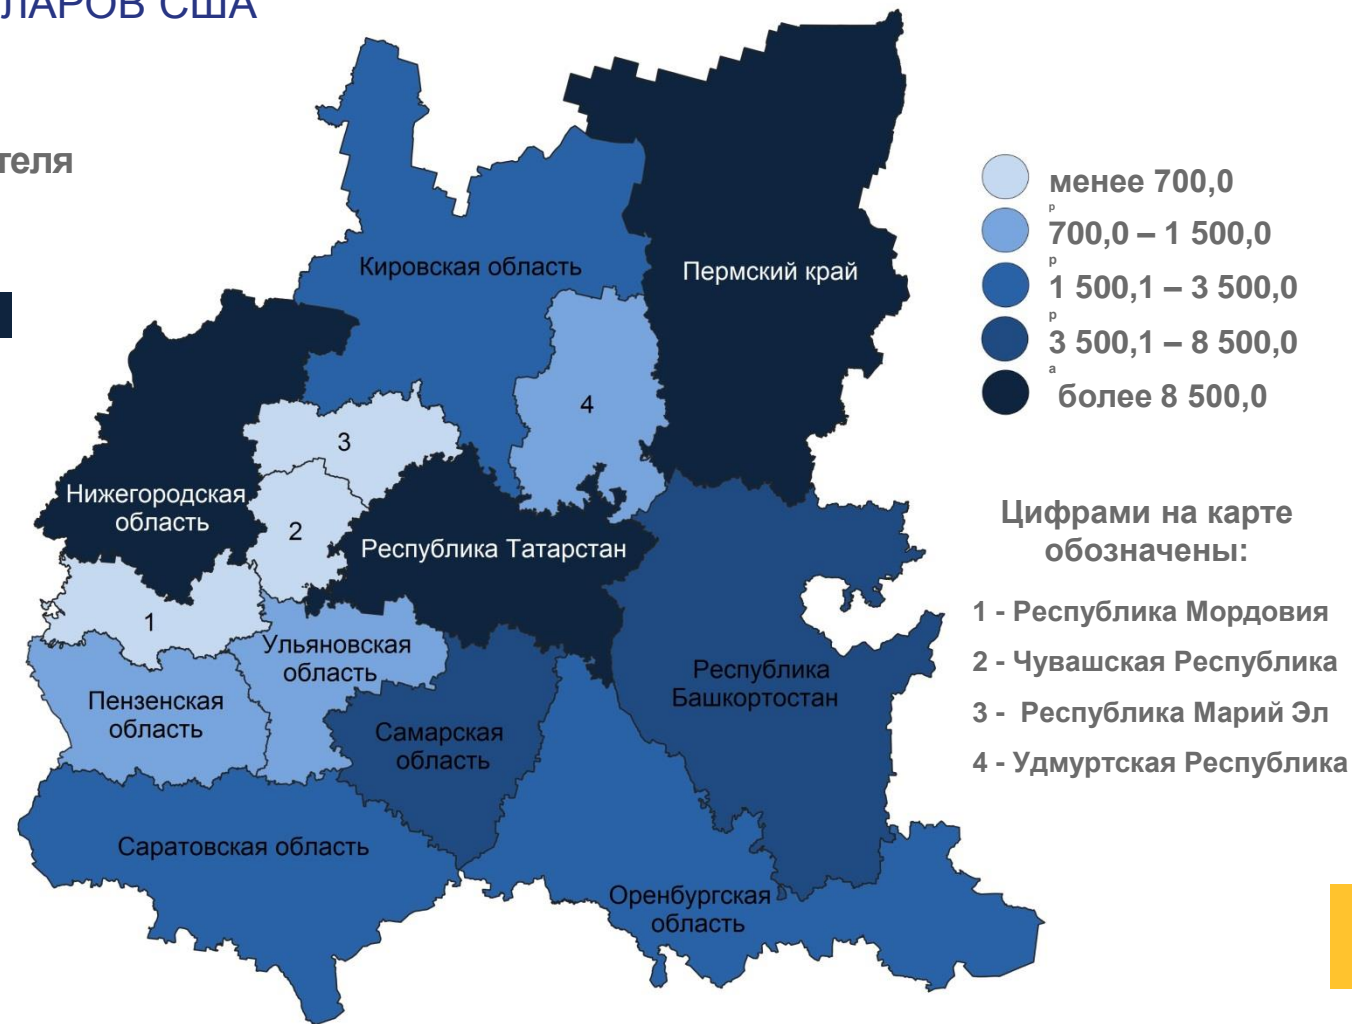 ЛАРОВ США
теля
менее 700,0
р
700,0 – 1 500,0
р
1 500,1 – 3 500,0
р
3 500,1 – 8 500,0
а
более 8 500,0
Кировская область
Пермский край
4
3
Нижегородская
область
2
Республика Татарстан
1
Ульяновская
область
Пензенская
область
Самарская
область
Республика
Башкортостан
Саратовская область
Оренбургская
область
Цифрами на карте
обозначены:
1 - Республика Мордовия
2 - Чувашская Республика
3 - Республика Марий Эл
4 - Удмуртская Республика